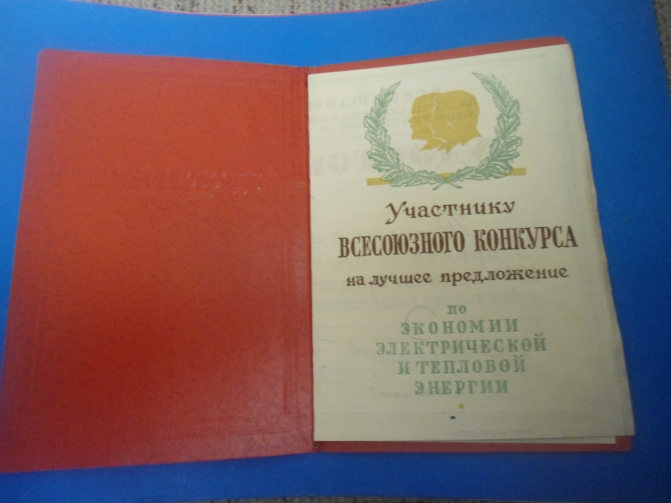 Участнику
ВСЕСОЮЗНОГО КОНКУРСА
на лучшее предложение
по
ЭКОНОМИИ
ЭЛЕКТРИЧЕСКОЙ
И ТЕПЛОВОЙ
ЭНЕРГИИ